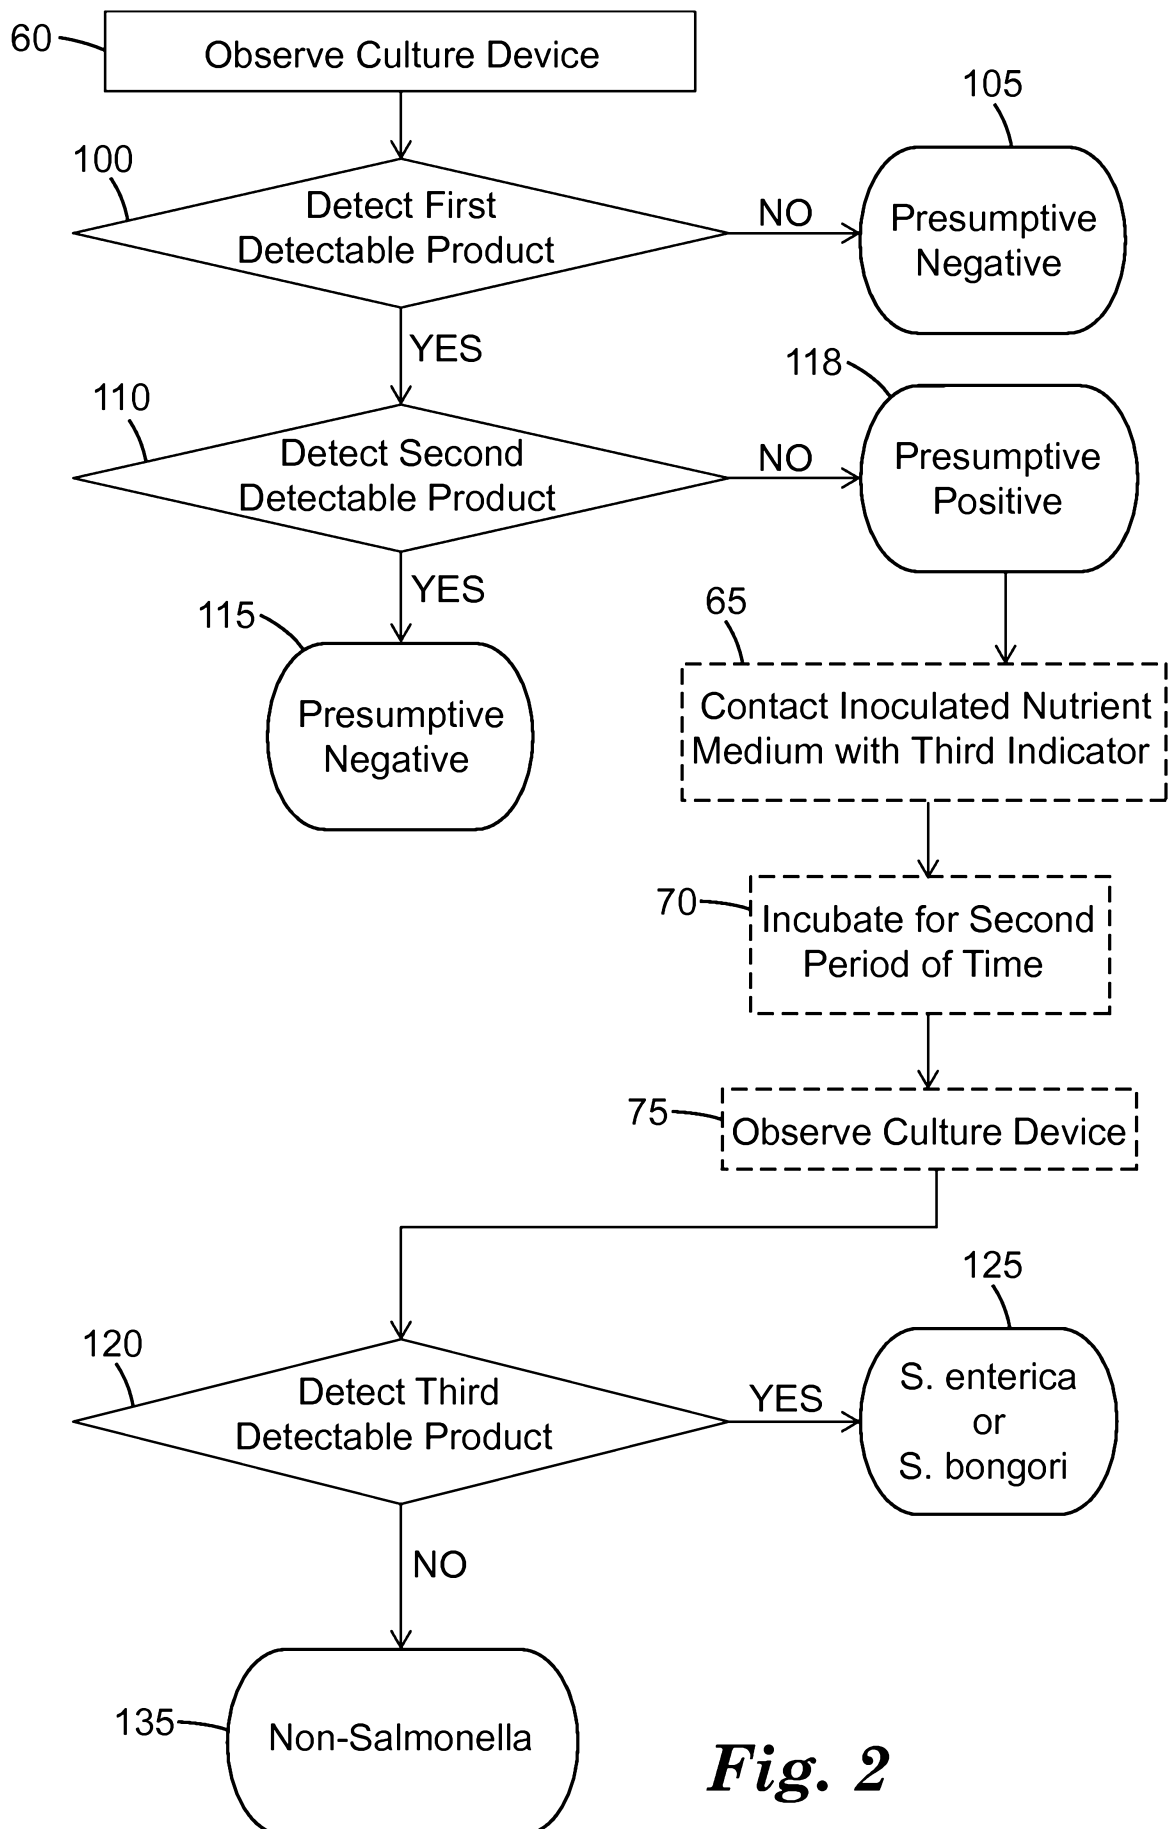 60
Observe Culture Device
105
100
Detect First
Detectable Product
NO
Presumptive
Negative
YES
118
110
Detect Second
Detectable Product
NO
Presumptive
Positive
YES
115
Presumptive
Negative
65
Contact Inoculated Nutrient
Medium with Third Indicator
70
Incubate for Second
Period of Time
75
Observe Culture Device
125
120
Detect Third
Detectable Product
YES
S. enterica
or
S. bongori
NO
135
Non-Salmonella
Fig. 2